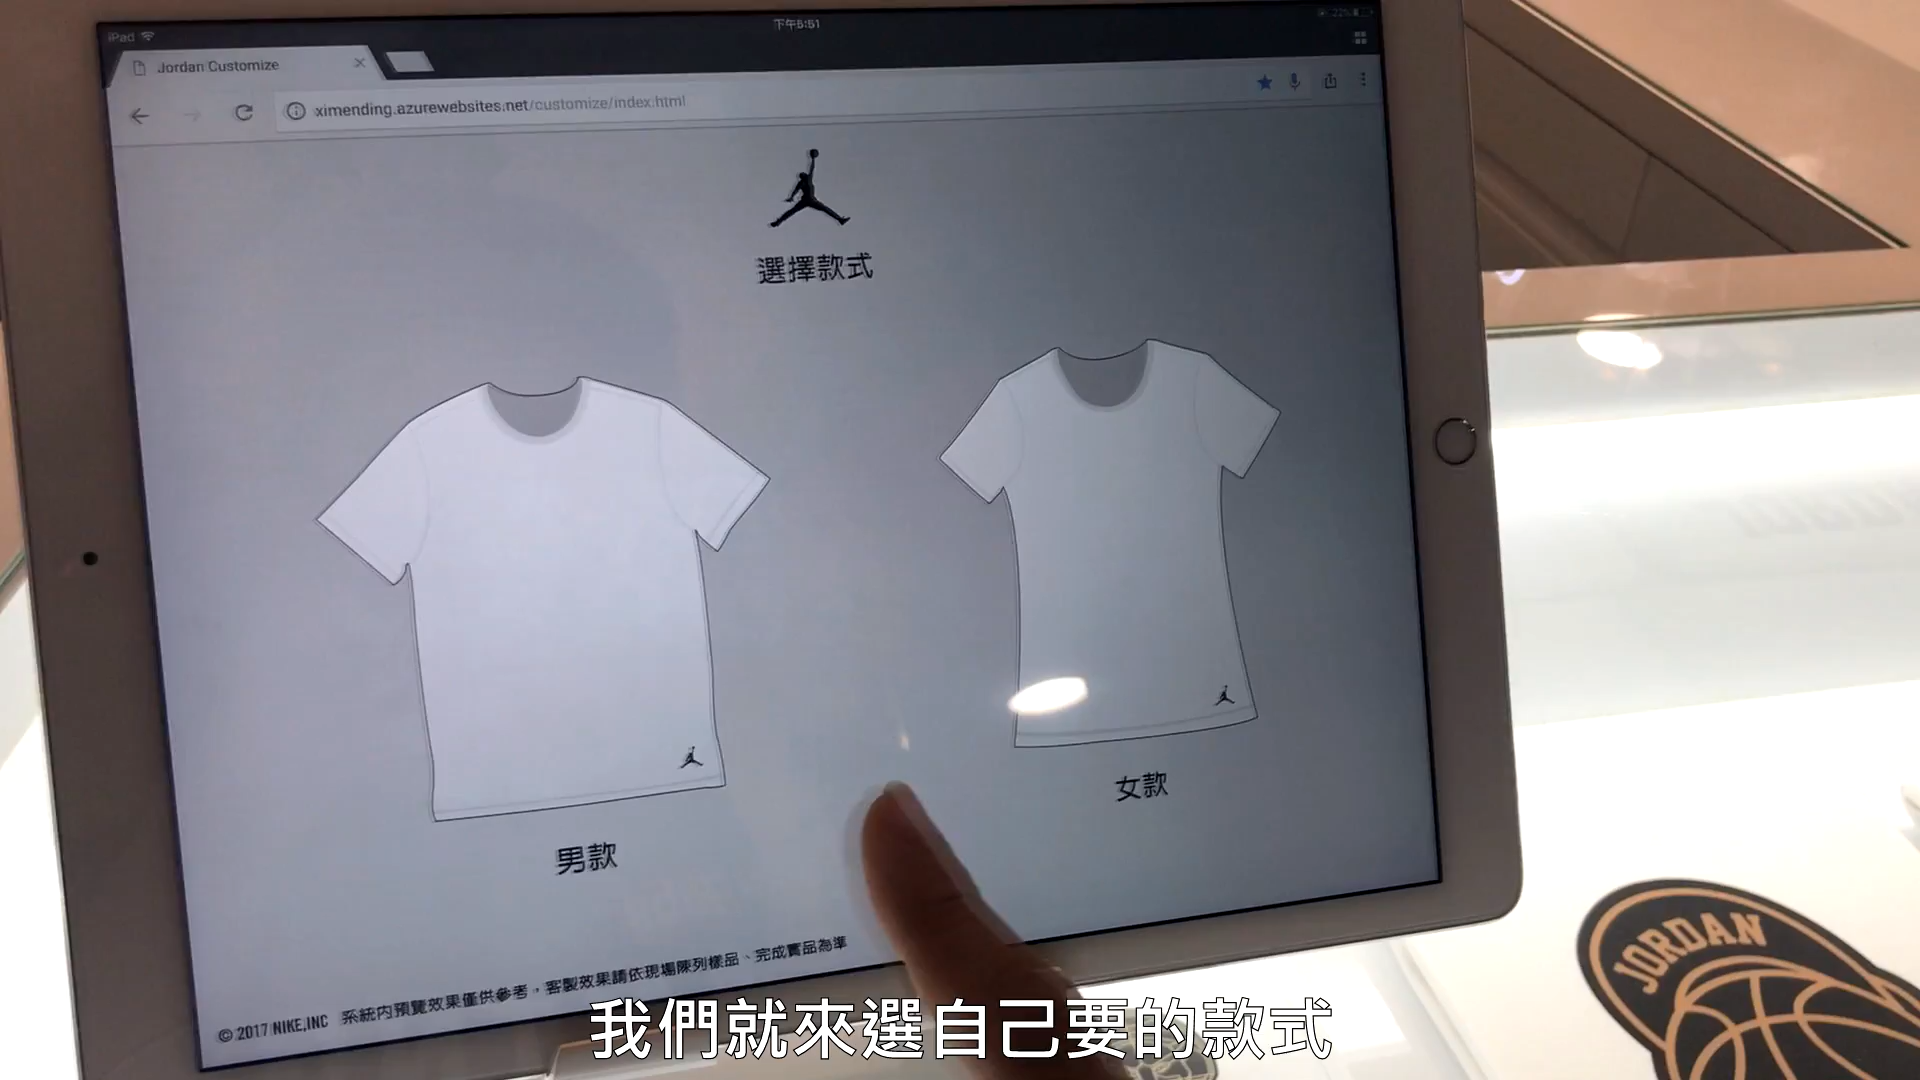 iPad
下午5:51
22%
Jordan Customize
ximending.azurewebsites.net/customize/index.html
選擇款式
男款
女款
系統內預覽效果僅供參考，客製效果請依現場陳列樣品、完成實品為準
© 2017 NIKE,INC
JORDAN
我們就來選自己要的款式